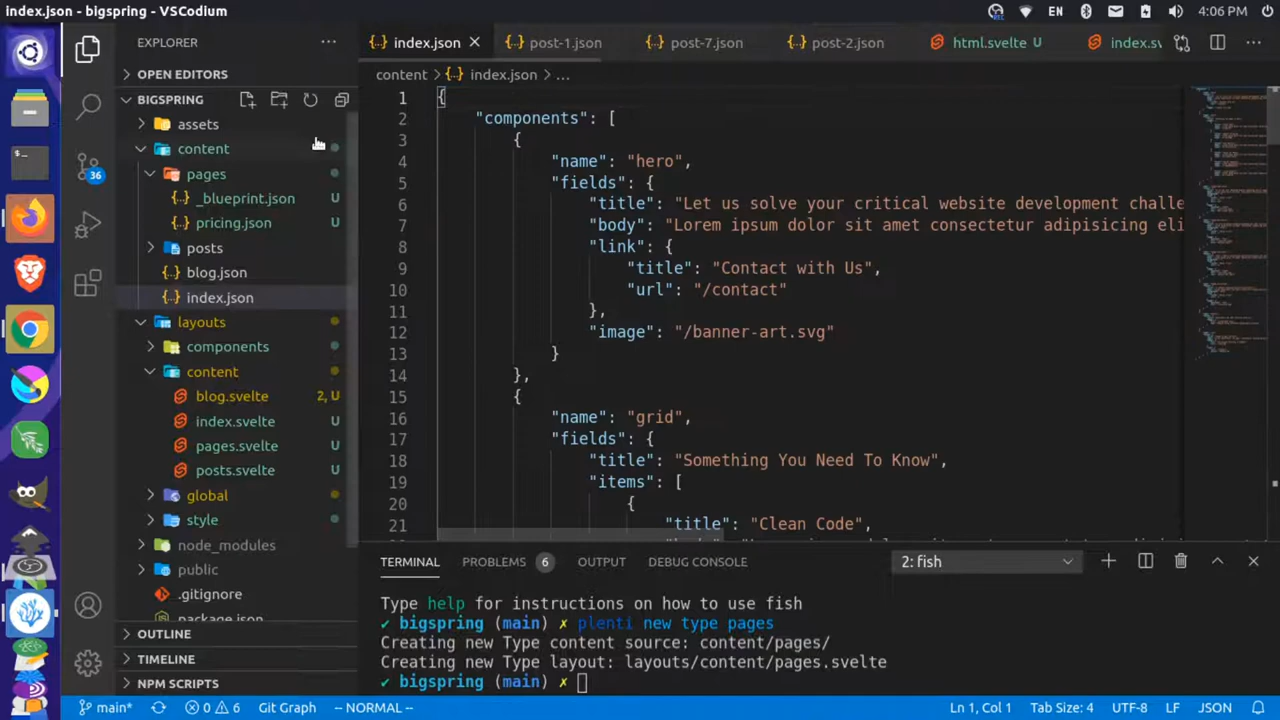 index.json - bigspring - VSCodium
EN
4:06 PM
EXPLORER
index.json
post-1.json
post-7.json
post-2.json
html.svelte U
index.sv
OPEN EDITORS
content > index.json > ...
BIGSPRING
assets
content
pages
_blueprint.json U
pricing.json U
posts
blog.json
index.json
layouts
components
content
blog.svelte 2, U
index.svelte U
pages.svelte U
posts.svelte U
global
style
node_modules
public
.gitignore
package.json
OUTLINE
TIMELINE
NPM SCRIPTS
36
1 {
2 "components": [
3 {
4 "name": "hero",
5 "fields": {
6 "title": "Let us solve your critical website development challe
7 "body": "Lorem ipsum dolor sit amet consectetur adipisicing eli
8 "link": {
9 "title": "Contact with Us",
10 "url": "/contact"
11 },
12 "image": "/banner-art.svg"
13 }
14 },
15 {
16 "name": "grid",
17 "fields": {
18 "title": "Something You Need To Know",
19 "items": [
20 {
21 "title": "Clean Code",
TERMINAL PROBLEMS 6 OUTPUT DEBUG CONSOLE 2: fish
Type help for instructions on how to use fish
✔ bigspring (main) ✗ plenti new type pages
Creating new Type content source: content/pages/
Creating new Type layout: layouts/content/pages.svelte
✔ bigspring (main) ✗
main* 0 6 Git Graph -- NORMAL -- Ln 1, Col 1 Tab Size: 4 UTF-8 LF JSON